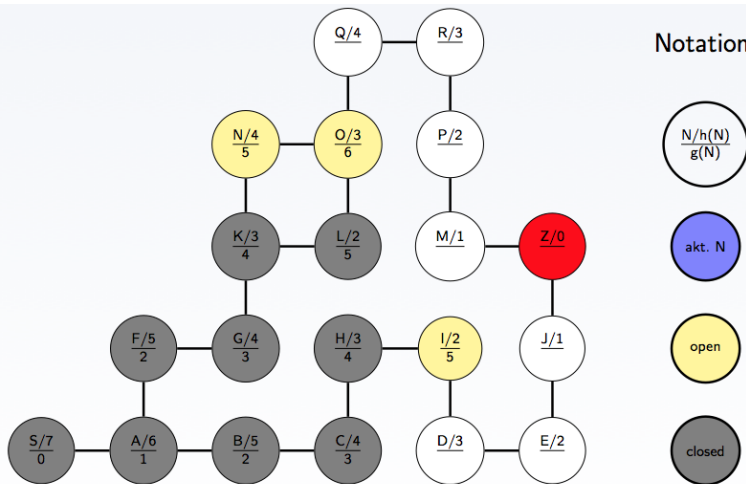 Q/4
R/3
Notation
N/4
5
O/3
6
P/2
N/h(N)
g(N)
K/3
4
L/2
5
M/1
Z/0
akt. N
F/5
2
G/4
3
H/3
4
I/2
5
J/1
open
S/7
0
A/6
1
B/5
2
C/4
3
D/3
E/2
closed